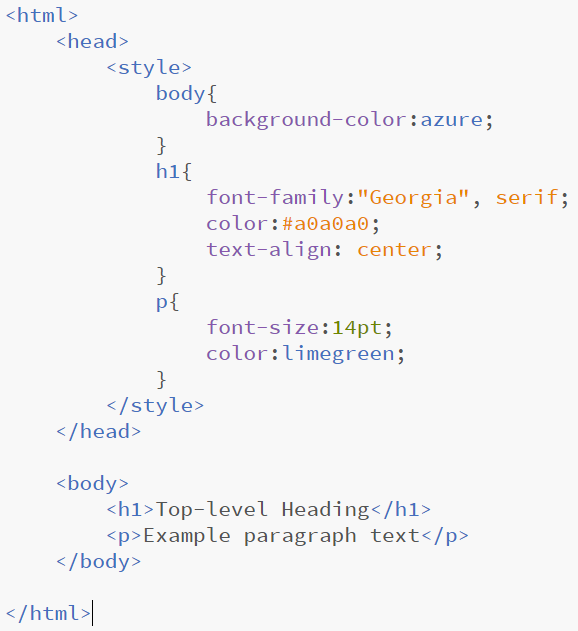 <html>
    <head>
        <style>
            body{
                background-color:azure;
            }
            h1{
                font-family:"Georgia", serif;
                color:#a0a0a0;
                text-align: center;
            }
            p{
                font-size:14pt;
                color:limegreen;
            }
        </style>
    </head>

    <body>
        <h1>Top-level Heading</h1>
        <p>Example paragraph text</p>
    </body>

</html>